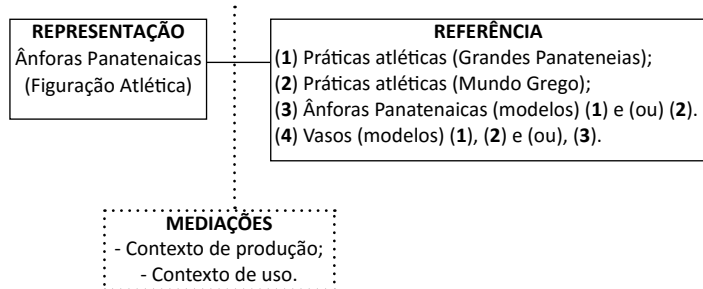 REPRESENTAÇÃO
Ânforas Panatenaicas
(Figuração Atlética)
REFERÊNCIA
(1) Práticas atléticas (Grandes Panateneias);
(2) Práticas atléticas (Mundo Grego);
(3) Ânforas Panatenaicas (modelos) (1) e (ou) (2).
(4) Vasos (modelos) (1), (2) e (ou), (3).
MEDIAÇÕES
- Contexto de produção;
- Contexto de uso.